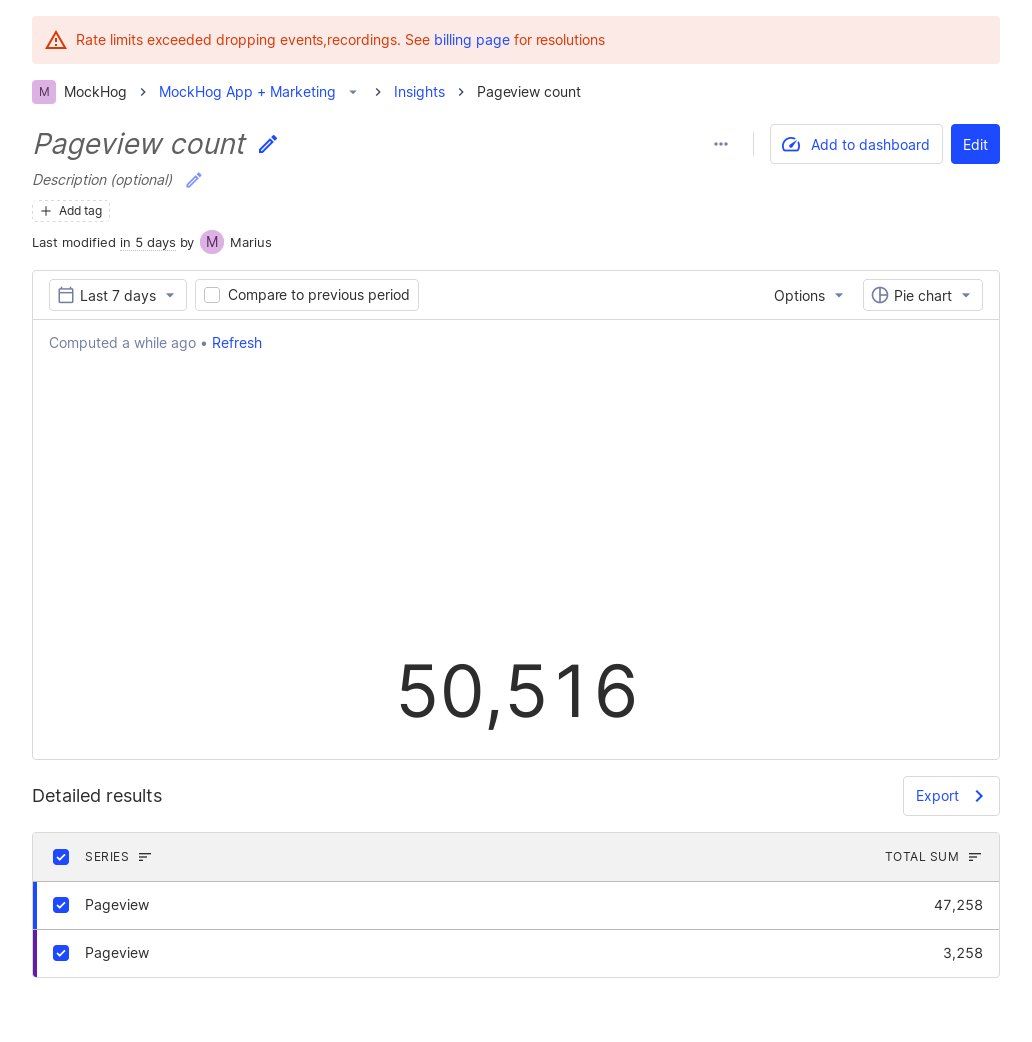 Rate limits exceeded dropping events,recordings. See billing page for resolutions
M MockHog > MockHog App + Marketing > Insights > Pageview count
Pageview count
Add to dashboard
Edit
Description (optional)
+ Add tag
Last modified in 5 days by M Marius
Last 7 days
Compare to previous period
Options
Pie chart
Computed a while ago • Refresh
50,516
Detailed results
Export
SERIES TOTAL SUM
Pageview 47,258
Pageview 3,258